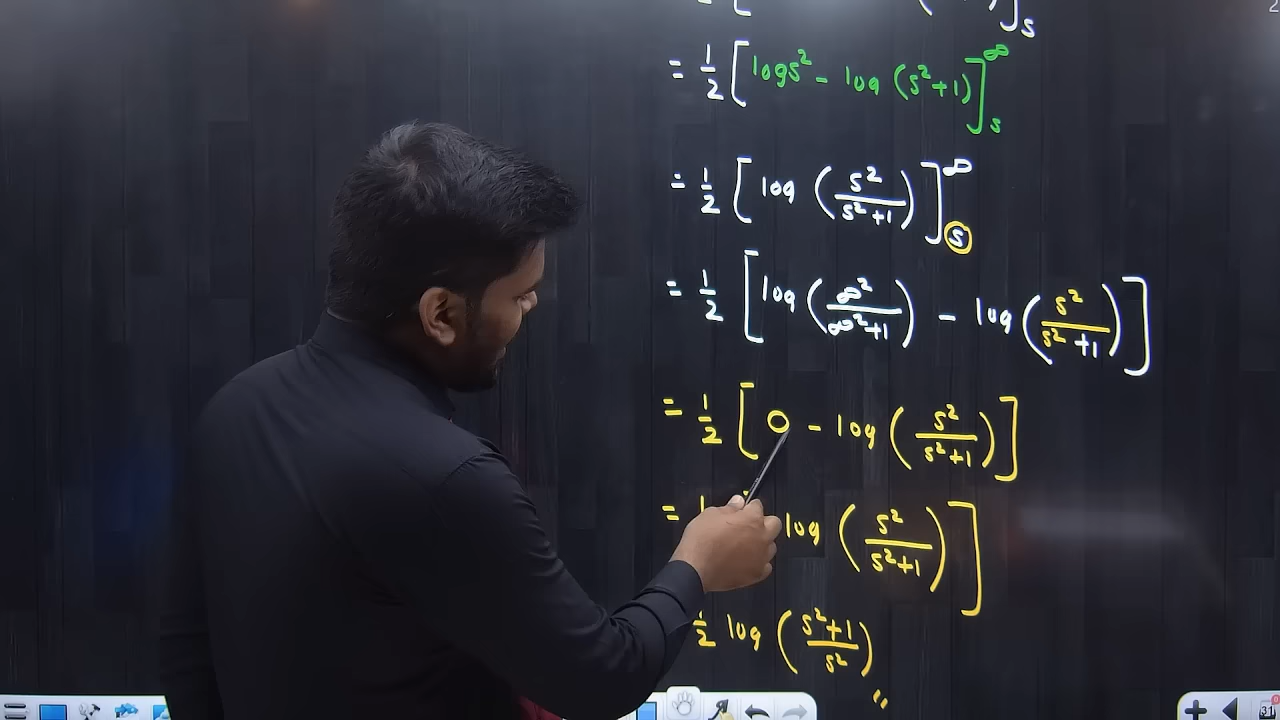 = 1/2 [log s² - log (s²+1)]_s^∞
= 1/2 [log (s²/(s²+1))]_s^∞
= 1/2 [log (∞²/(∞²+1)) - log (s²/(s²+1))]
= 1/2 [0 - log (s²/(s²+1))]
= log (s²/(s²+1))]
1/2 log ((s²+1)/s²) "